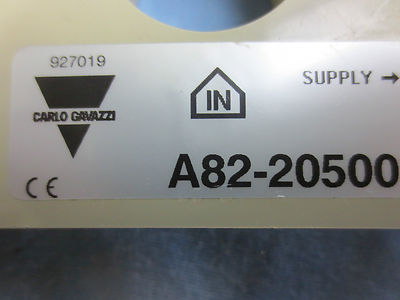 927019
CARLO GAVAZZI
IN
SUPPLY →
CE
A82-20500